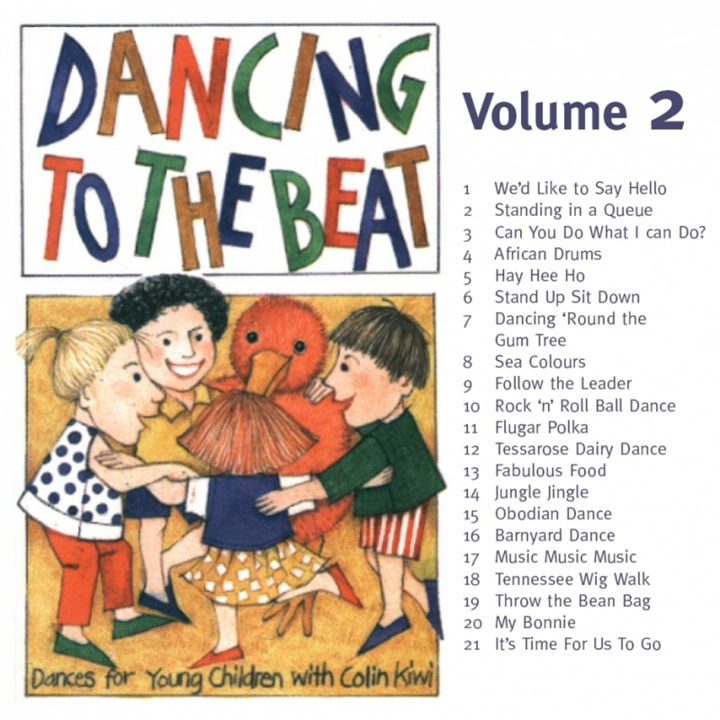 DANCING
TO THE BEAT
Volume 2
1 We'd Like to Say Hello
2 Standing in a Queue
3 Can You Do What I can Do?
4 African Drums
5 Hay Hee Ho
6 Stand Up Sit Down
7 Dancing ‘Round the
Gum Tree
8 Sea Colours
9 Follow the Leader
10 Rock ‘n’ Roll Ball Dance
11 Flugar Polka
12 Tessarose Dairy Dance
13 Fabulous Food
14 Jungle Jingle
15 Obodian Dance
16 Barnyard Dance
17 Music Music Music
18 Tennessee Wig Walk
19 Throw the Bean Bag
20 My Bonnie
21 It's Time For Us To Go
Dances for Young Children with Colin Kiwi